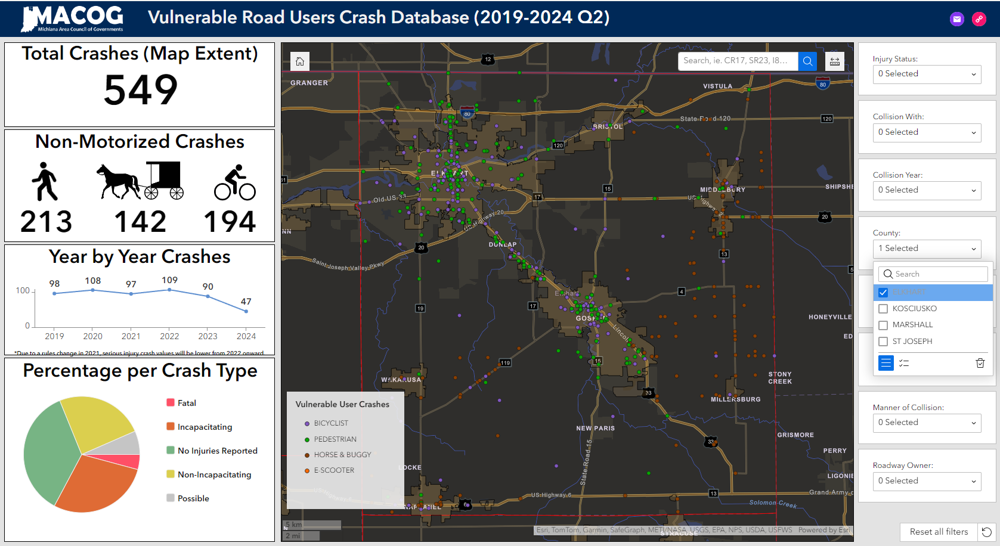 MACOG
Michiana Area Council of Governments
Vulnerable Road Users Crash Database (2019-2024 Q2)
Total Crashes (Map Extent)
549
Non-Motorized Crashes
213
142
194
Year by Year Crashes
98
108
97
109
90
47
100
0
2019
2020
2021
2022
2023
2024
*Due to a rules change in 2021, serious injury crash values will be lower from 2022 onward.
Percentage per Crash Type
Fatal
Incapacitating
No Injuries Reported
Non-Incapacitating
Possible
Search, ie. CR17, SR23, I8...
12
GRANGER
VISTULA
80
80
State Road 120
120
BRISTOL
120
ELKHART
31
Old US 33
17
15
MIDDLEBURY
SHIPSHE
US Highway 20
US Highway 20
20
NN
DUNLAP
20
13
Saint Joseph Valley Pkwy
5
4
Elkhart
19
17
GOSHEN
HONEYVILLE
Lincoln
ED
119
15
WAKARUSA
STONY
CREEK
33
MILLERSBURG
NEW PARIS
GRISMORE
33
State Road 15
PERRY
LOCKE
LIGONIE
13
US Highway 6
Grand Army o
US Highway 6
6
NAPPANEE
Solomon Creek
SYRACUSE
Vulnerable User Crashes
BICYCLIST
PEDESTRIAN
HORSE & BUGGY
E-SCOOTER
5 km
N
2 mi
Esri, TomTom, Garmin, SafeGraph, METI/NASA, USGS, EPA, NPS, USDA, USFWS
Powered by Esri
Injury Status:
0 Selected
Collision With:
0 Selected
Collision Year:
0 Selected
County:
1 Selected
Search
ELKHART
KOSCIUSKO
MARSHALL
ST JOSEPH
Manner of Collision:
0 Selected
Roadway Owner:
0 Selected
Reset all filters